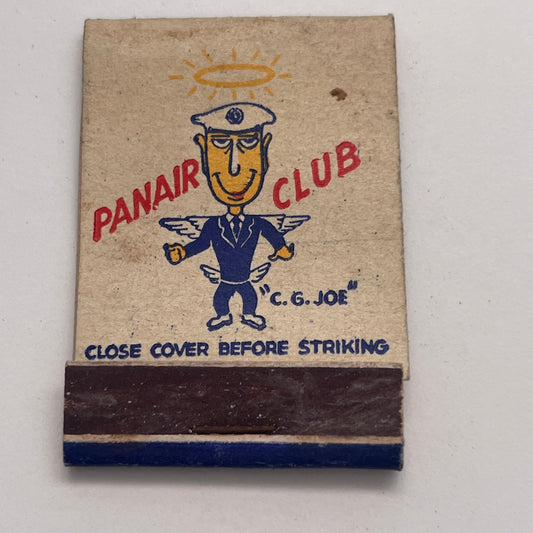 PANAIR CLUB
"C. G. JOE"
CLOSE COVER BEFORE STRIKING